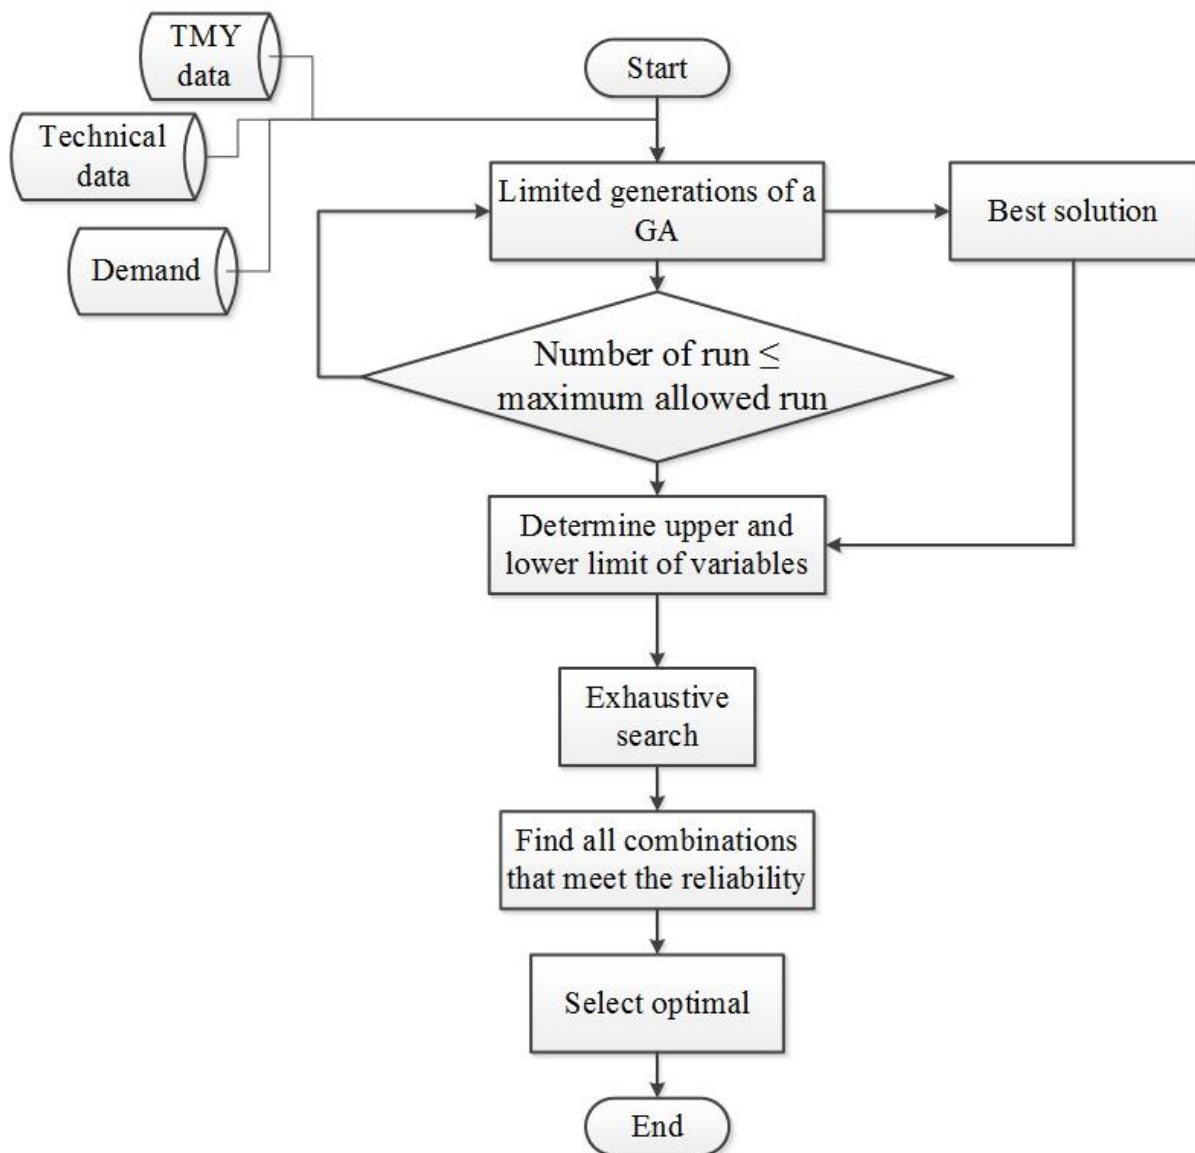 TMY
data
Start
Technical
data
Limited generations of a
GA
Best solution
Demand
Number of run ≤
maximum allowed run
Determine upper and
lower limit of variables
Exhaustive
search
Find all combinations
that meet the reliability
Select optimal
End